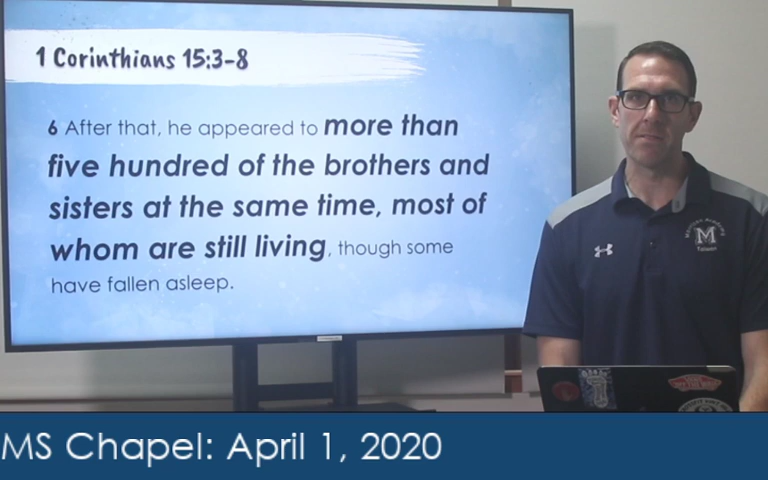 1 Corinthians 15:3-8
6 After that, he appeared to more than
five hundred of the brothers and
sisters at the same time, most of
whom are still living, though some
have fallen asleep.
M
MS Chapel: April 1, 2020